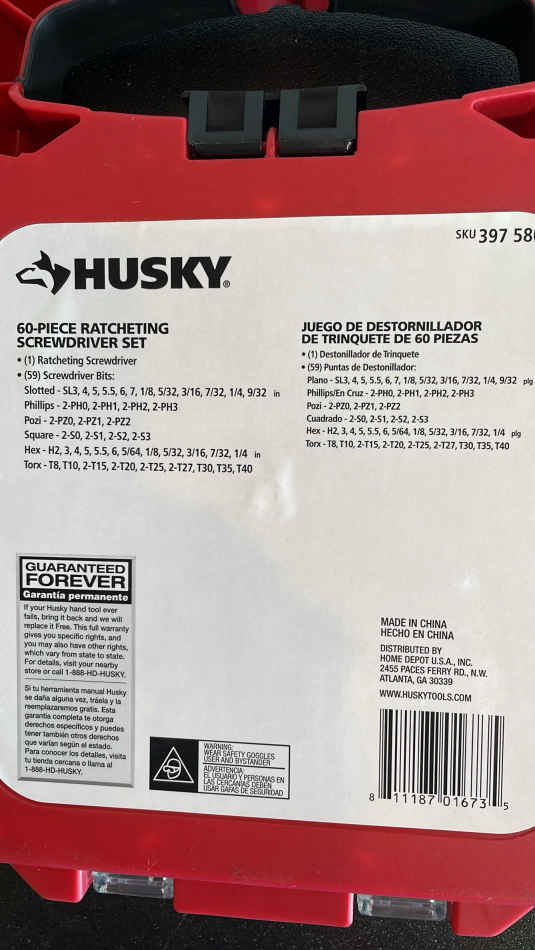 SKU 397 58
HUSKY®
60-PIECE RATCHETING
SCREWDRIVER SET
• (1) Ratcheting Screwdriver
• (59) Screwdriver Bits:
Slotted - SL3, 4, 5, 5.5, 6, 7, 1/8, 5/32, 3/16, 7/32, 1/4, 9/32 in
Phillips - 2-PH0, 2-PH1, 2-PH2, 2-PH3
Pozi - 2-PZ0, 2-PZ1, 2-PZ2
Square - 2-S0, 2-S1, 2-S2, 2-S3
Hex - H2, 3, 4, 5, 5.5, 6, 5/64, 1/8, 5/32, 3/16, 7/32, 1/4 in
Torx - T8, T10, 2-T15, 2-T20, 2-T25, 2-T27, T30, T35, T40
JUEGO DE DESTORNILLADOR
DE TRINQUETE DE 60 PIEZAS
• (1) Destonillador de Trinquete
• (59) Puntas de Destornillador:
Plano - SL3, 4, 5, 5.5, 6, 7, 1/8, 5/32, 3/16, 7/32, 1/4, 9/32 plg
Phillips/En Cruz - 2-PH0, 2-PH1, 2-PH2, 2-PH3
Pozi - 2-PZ0, 2-PZ1, 2-PZ2
Cuadrado - 2-S0, 2-S1, 2-S2, 2-S3
Hex - H2, 3, 4, 5, 5.5, 6, 5/64, 1/8, 5/32, 3/16, 7/32, 1/4 plg
Torx - T8, T10, 2-T15, 2-T20, 2-T25, 2-T27, T30, T35, T40
GUARANTEED
FOREVER
Garantía permanente
If your Husky hand tool ever
fails, bring it back and we will
replace it Free. This full warranty
gives you specific rights, and
you may also have other rights,
which vary from state to state.
For details, visit your nearby
store or call 1-888-HD-HUSKY.
Si tu herramienta manual Husky
se daña alguna vez, tráela y la
reemplazaremos gratis. Esta
garantía completa te otorga
derechos específicos y puedes
tener también otros derechos
que varían según el estado.
Para conocer los detalles, visita
tu tienda cercana o llama al
1-888-HD-HUSKY.
WARNING:
WEAR SAFETY GOGGLES
USER AND BYSTANDER
ADVERTENCIA:
EL USUARIO Y PERSONAS EN
LAS CERCANÍAS DEBEN
USAR GAFAS DE SEGURIDAD
MADE IN CHINA
HECHO EN CHINA
DISTRIBUTED BY
HOME DEPOT U.S.A., INC.
2455 PACES FERRY RD., N.W.
ATLANTA, GA 30339
WWW.HUSKYTOOLS.COM
8 11187 01673 5